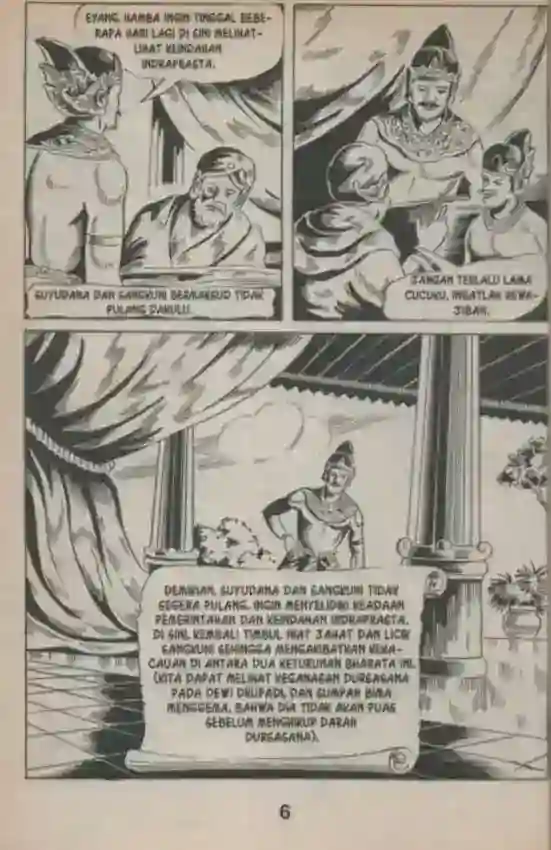 EYANG, HAMBA INGIN TINGGAL BEBE-
RAPA HARI LAGI DI SINI MELIHAT-
LIHAT KEINDAHAN
INDRAPRASTA.
SUYUDANA DAN SANGKUNI BERMAKSUD TIDAK
PULANG DAHULU.
JANGAN TERLALU LAMA
CUCUKU, INGATLAH KEWA-
JIBAN.
DEMIKIAN, SUYUDANA DAN SANGKUNI TIDAK
SEGERA PULANG. INGIN MENYELIDIKI KEADAAN
PEMERINTAHAN DAN KEINDAHAN INDRAPRASTA.
DI SINI, KEMBALI TIMBUL NIAT JAHAT DAN LICIK
SANGKUNI SEHINGGA MENGAKIBATKAN KEKA-
CAUAN DI ANTARA DUA KETURUNAN BHARATA INI.
(KITA DAPAT MELIHAT KEGANASAN DURSASANA
PADA DEWI DRUPADI, DAN SUMPAH BIMA
MENGGEMA, BAHWA DIA TIDAK AKAN PUAS
SEBELUM MENGHIRUP DARAH
DURSASANA).
6